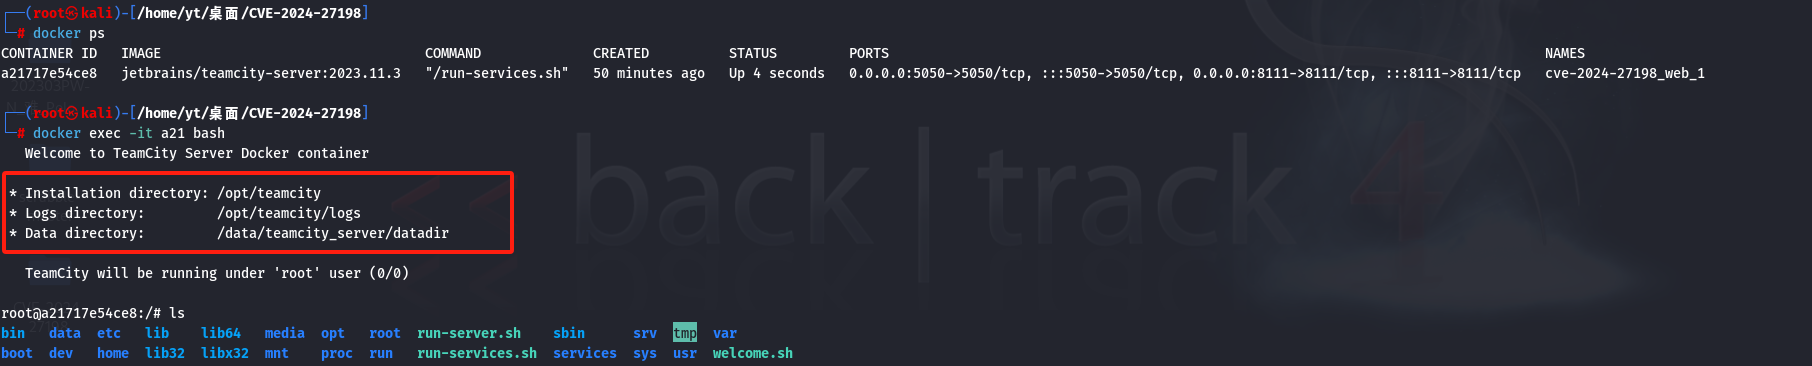 (root㉿kali)-[/home/yt/桌面/CVE-2024-27198]
# docker ps
CONTAINER ID IMAGE COMMAND CREATED STATUS PORTS NAMES
a21717e54ce8 jetbrains/teamcity-server:2023.11.3 "/run-services.sh" 50 minutes ago Up 4 seconds 0.0.0.0:5050->5050/tcp, :::5050->5050/tcp, 0.0.0.0:8111->8111/tcp, :::8111->8111/tcp cve-2024-27198_web_1
(root㉿kali)-[/home/yt/桌面/CVE-2024-27198]
# docker exec -it a21 bash
Welcome to TeamCity Server Docker container
* Installation directory: /opt/teamcity
* Logs directory: /opt/teamcity/logs
* Data directory: /data/teamcity_server/datadir
TeamCity will be running under 'root' user (0/0)
root@a21717e54ce8:/# ls
bin data etc lib lib64 media opt root run-server.sh sbin srv tmp var
boot dev home lib32 libx32 mnt proc run run-services.sh services sys usr welcome.sh
<< back | track 4